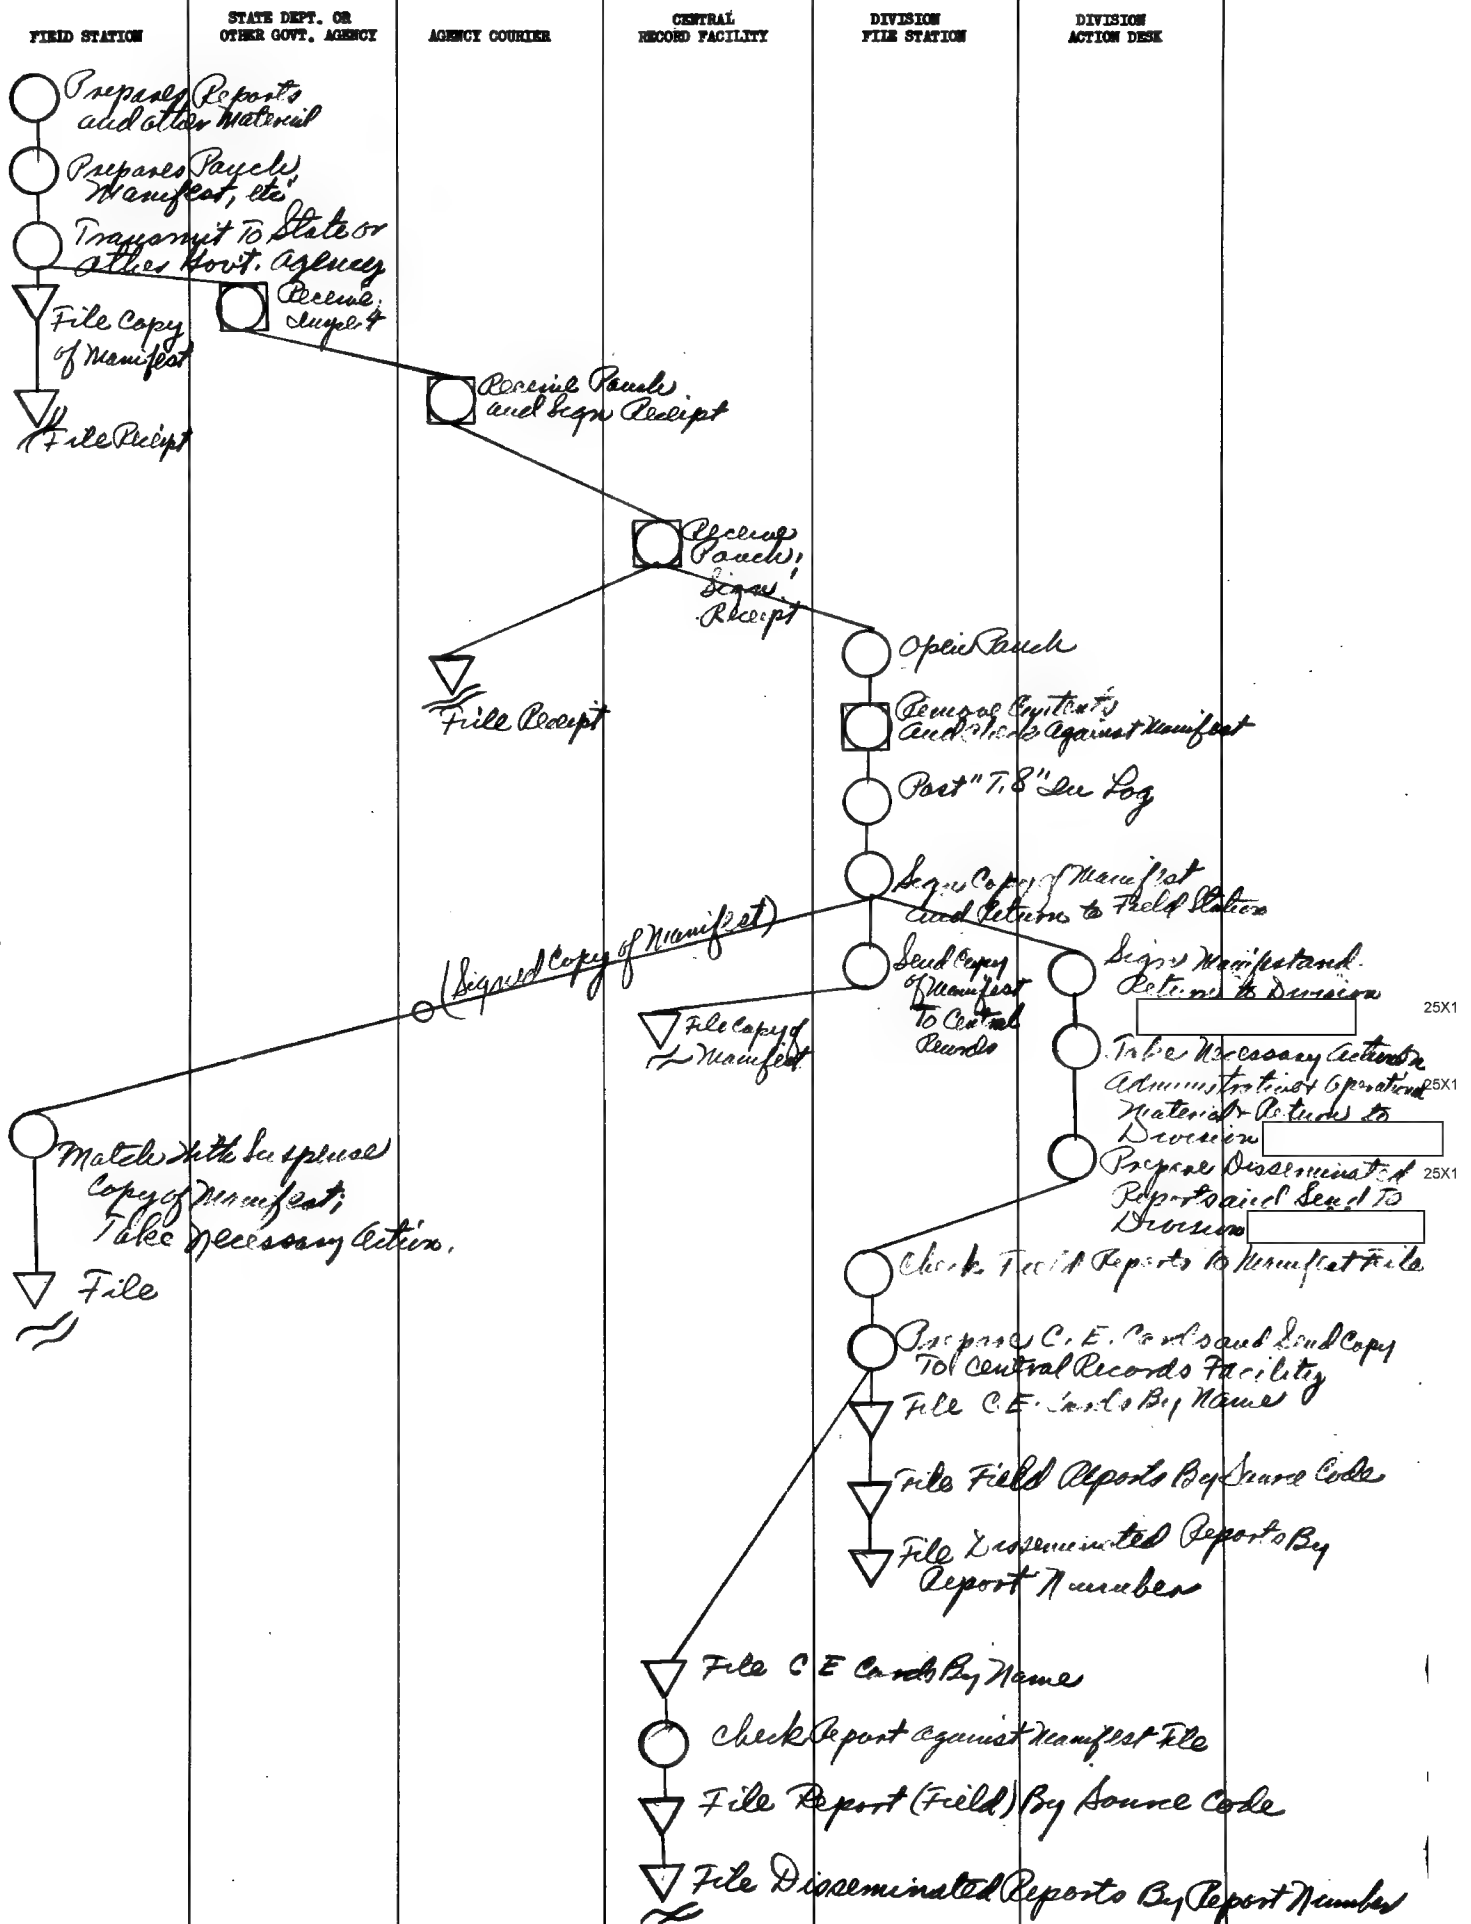 FIELD STATION
STATE DEPT. OR
OTHER GOVT. AGENCY
AGENCY COURIER
CENTRAL
RECORD FACILITY
DIVISION
FILE STATION
DIVISION
ACTION DESK
Prepares Reports
and other Material
Prepares Pouch,
Manifest, etc
Transmit To State or
other Gov't. Agency
File Copy
of Manifest
File Receipt
Receive
Receive Pouch
and Sign Receipt
Receive
Pouch,
Sign
Receipt
File Receipt
Open Pouch
Remove Contents
and check Against Manifest
Post "T.8" In Log
Sign Copy of Manifest
and Return to Field Station
(Signed Copy of Manifest)
Send Copy
of Manifest
To Central
Records
File Copy of
Manifest
Sign Manifest and
Return to Division
25X1
Take Necessary Action on
Administrative & Operational
25X1
Material & Return to
Division
Prepare Disseminated
25X1
Reports and Send To
Division
Match with Suspense
Copy of Manifest;
Take Necessary Action.
File
Check Field Reports to Manifest File
Prepare C.E. Cards and Send Copy
To Central Records Facility
File C.E. Cards By Name
File Field Reports By Source Code
File Disseminated Reports By
Report Number
File C E Cards By Name
Check Report against Manifest File
File Report (Field) By Source Code
File Disseminated Reports By Report Number